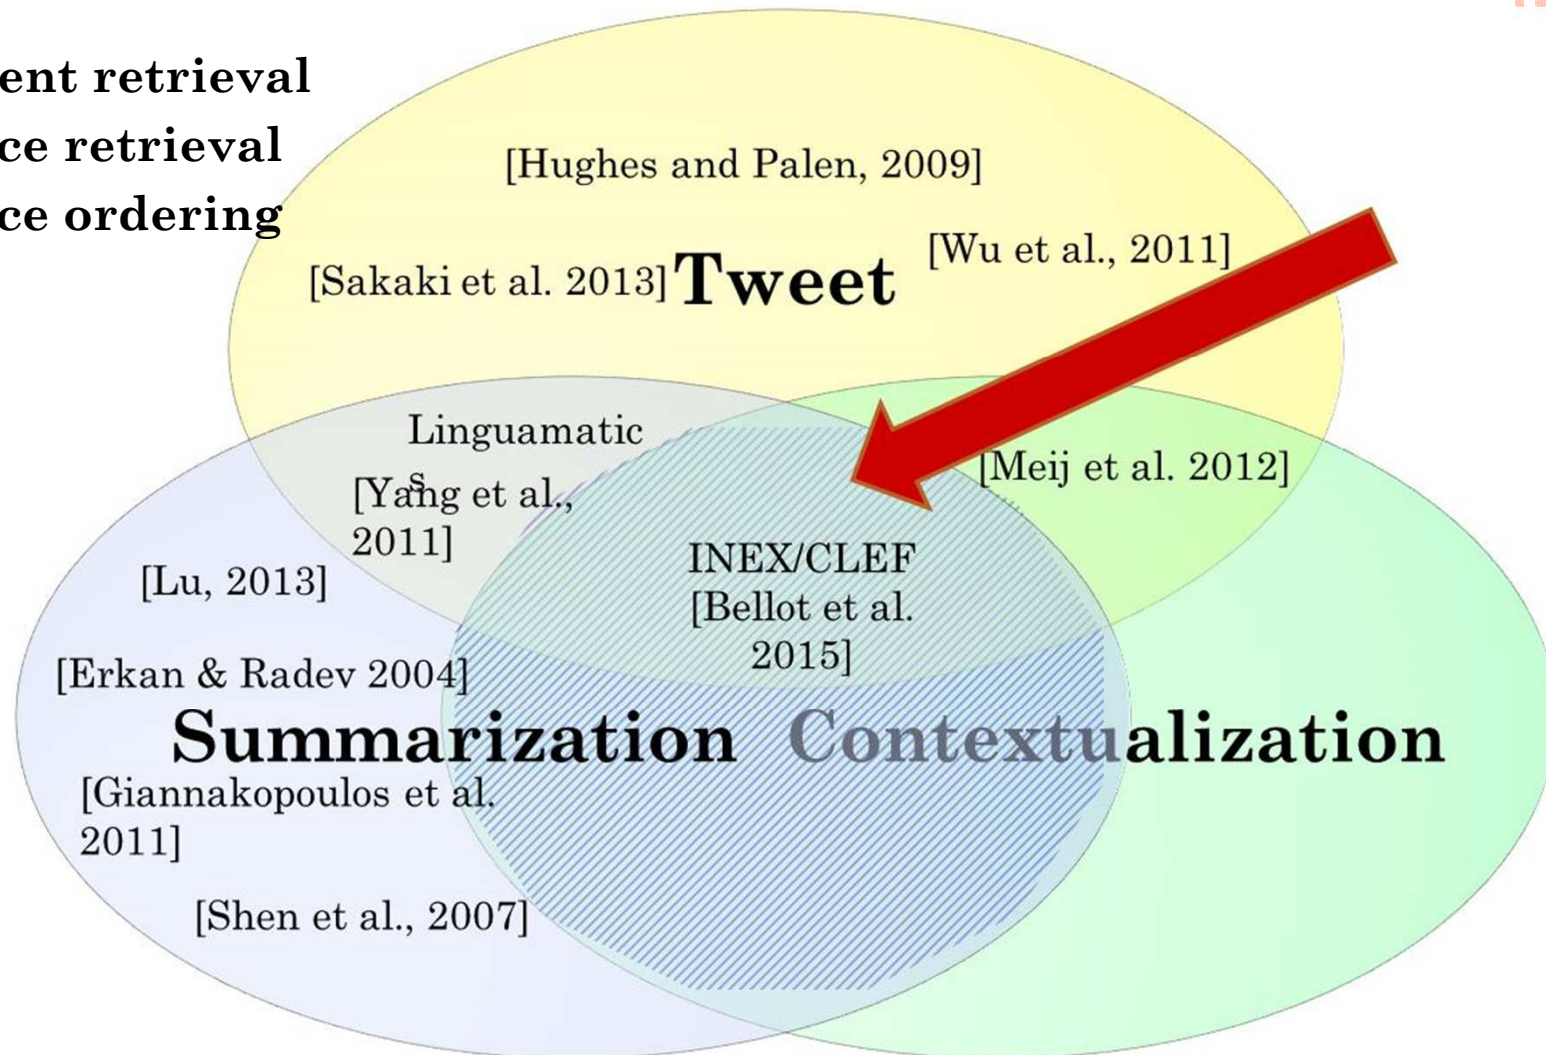 ent retrieval
ce retrieval
ce ordering
[Hughes and Palen, 2009]
[Wu et al., 2011]
[Sakaki et al. 2013]
Tweet
Linguamatic
s
[Yang et al.,
2011]
[Meij et al. 2012]
INEX/CLEF
[Bellot et al.
2015]
[Lu, 2013]
[Erkan & Radev 2004]
Summarization
Contextualization
[Giannakopoulos et al.
2011]
[Shen et al., 2007]